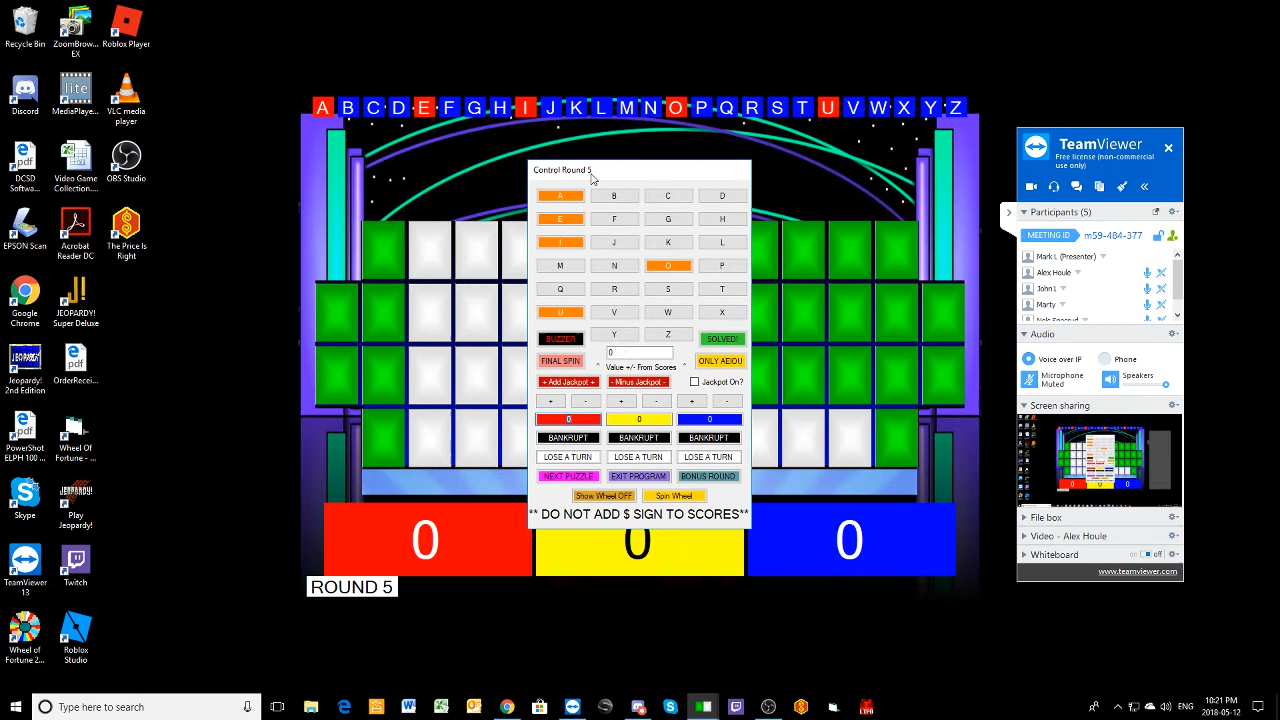 Recycle Bin
ZoomBrow... EX
Roblox Player
Discord
MediaPlaye...
VLC media player
DCSD Softwa...
Video Game Collection....
OBS Studio
EPSON Scan
Acrobat Reader DC
The Price Is Right
Google Chrome
JEOPARDY! Super Deluxe
Jeopardy! 2nd Edition
OrderRecei...
PowerShot ELPH 100 ...
Wheel Of Fortune - ...
Skype
Play Jeopardy!
TeamViewer 13
Twitch
Wheel of Fortune 2...
Roblox Studio
A B C D E F G H I J K L M N O P Q R S T U V W X Y Z
Control Round 5
A B C D
E F G H
I J K L
M N O P
Q R S T
U V W X
Y Z
BUZZER
SOLVED!
0
FINAL SPIN
Value +/- From Scores
ONLY AEIOU
+ Add Jackpot +
- Minus Jackpot -
Jackpot On?
+ - + - + -
0 0 0
BANKRUPT BANKRUPT BANKRUPT
LOSE A TURN LOSE A TURN LOSE A TURN
NEXT PUZZLE EXIT PROGRAM BONUS ROUND
Show Wheel OFF Spin Wheel
** DO NOT ADD $ SIGN TO SCORES**
0 0 0
ROUND 5
TeamViewer
Free license (non-commercial use only)
Participants (5)
MEETING ID m59-484-377
Mark L (Presenter)
Alex Houle
John1
Marty
Audio
Voice over IP
Phone
Microphone Muted
Speakers
Screen sharing
File box
Video - Alex Houle
Whiteboard
on off
www.teamviewer.com
Type here to search
ENG
10:21 PM
2018-05-12